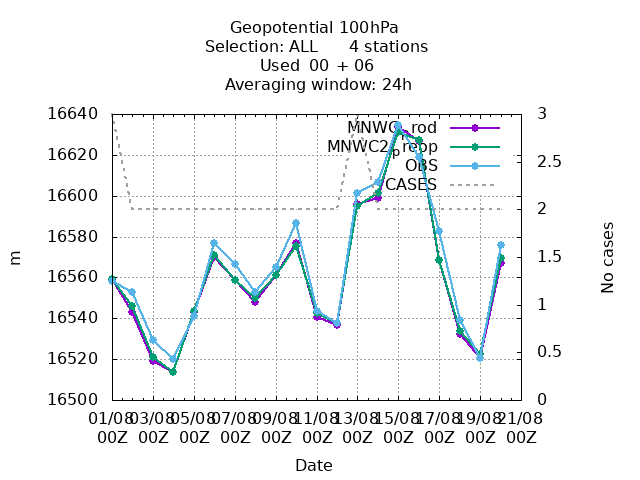 Geopotential 100hPa
Selection: ALL 4 stations
Used 00 + 06
Averaging window: 24h
16640
16620
16600
16580
16560
16540
16520
16500
3
2.5
2
1.5
1
0.5
0
m
No cases
OBS
CASES
01/08 03/08 05/08 07/08 09/08 11/08 13/08 15/08 17/08 19/08 21/08
00Z 00Z 00Z 00Z 00Z 00Z 00Z 00Z 00Z 00Z 00Z
Date